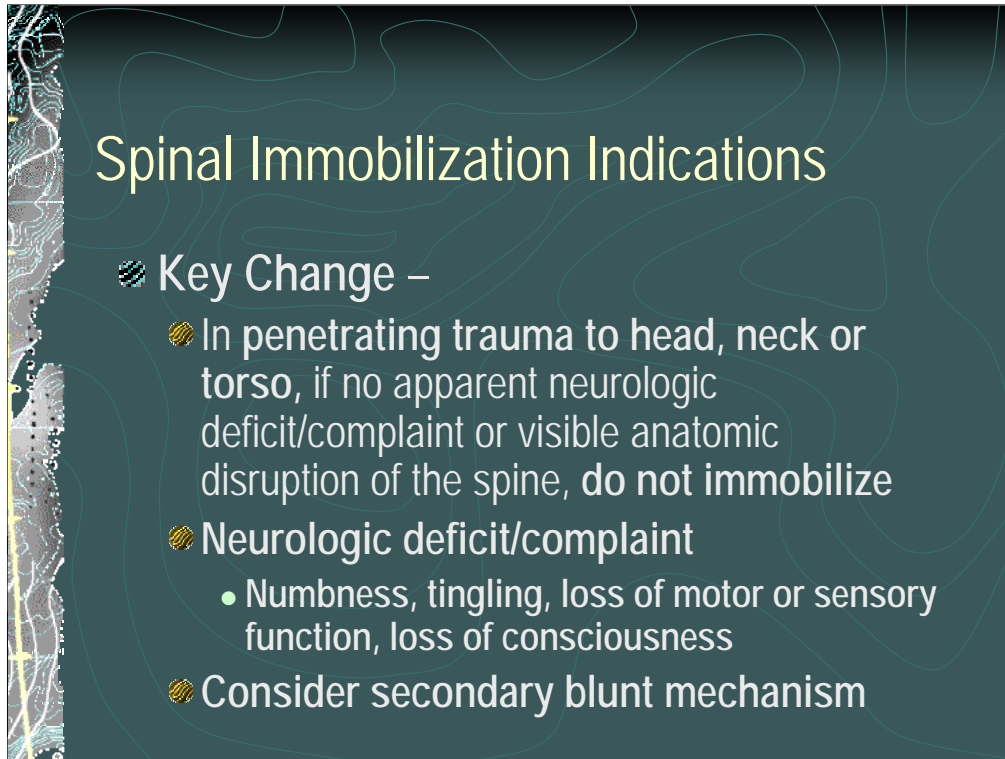 Spinal Immobilization Indications
Key Change –
In penetrating trauma to head, neck or
torso, if no apparent neurologic
deficit/complaint or visible anatomic
disruption of the spine, do not immobilize
Neurologic deficit/complaint
Numbness, tingling, loss of motor or sensory
function, loss of consciousness
Consider secondary blunt mechanism